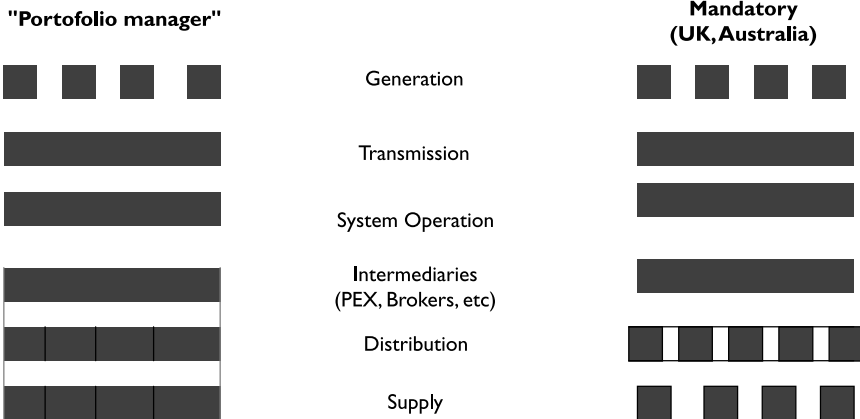 "Portofolio manager"
Mandatory
(UK, Australia)
Generation
Transmission
System Operation
Intermediaries
(PEX, Brokers, etc)
Distribution
Supply